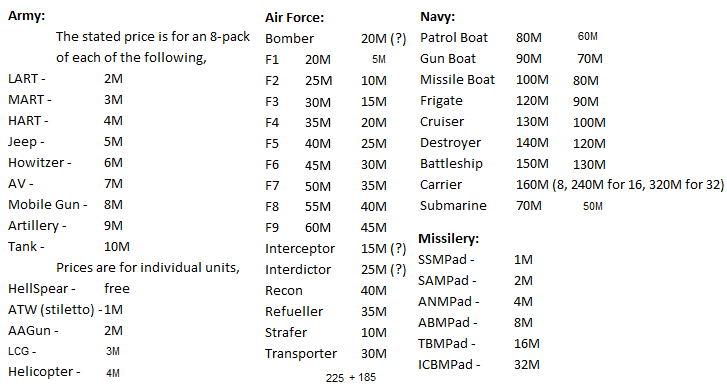 Army:
The stated price is for an 8-pack
of each of the following,
LART - 2M
MART - 3M
HART - 4M
Jeep - 5M
Howitzer - 6M
AV - 7M
Mobile Gun - 8M
Artillery - 9M
Tank - 10M
Prices are for individual units,
HellSpear - free
ATW (stiletto) - 1M
AAGun - 2M
LCG - 3M
Helicopter - 4M
Air Force:
Bomber 20M (?)
F1 20M 5M
F2 25M 10M
F3 30M 15M
F4 35M 20M
F5 40M 25M
F6 45M 30M
F7 50M 35M
F8 55M 40M
F9 60M 45M
Interceptor 15M (?)
Interdictor 25M (?)
Recon 40M
Refueller 35M
Strafer 10M
Transporter 30M
225 + 185
Navy:
Patrol Boat 80M 60M
Gun Boat 90M 70M
Missile Boat 100M 80M
Frigate 120M 90M
Cruiser 130M 100M
Destroyer 140M 120M
Battleship 150M 130M
Carrier 160M (8, 240M for 16, 320M for 32)
Submarine 70M 50M
Missilery:
SSMPad - 1M
SAMPad - 2M
ANMPad - 4M
ABMPad - 8M
TBMPad - 16M
ICBMPad - 32M